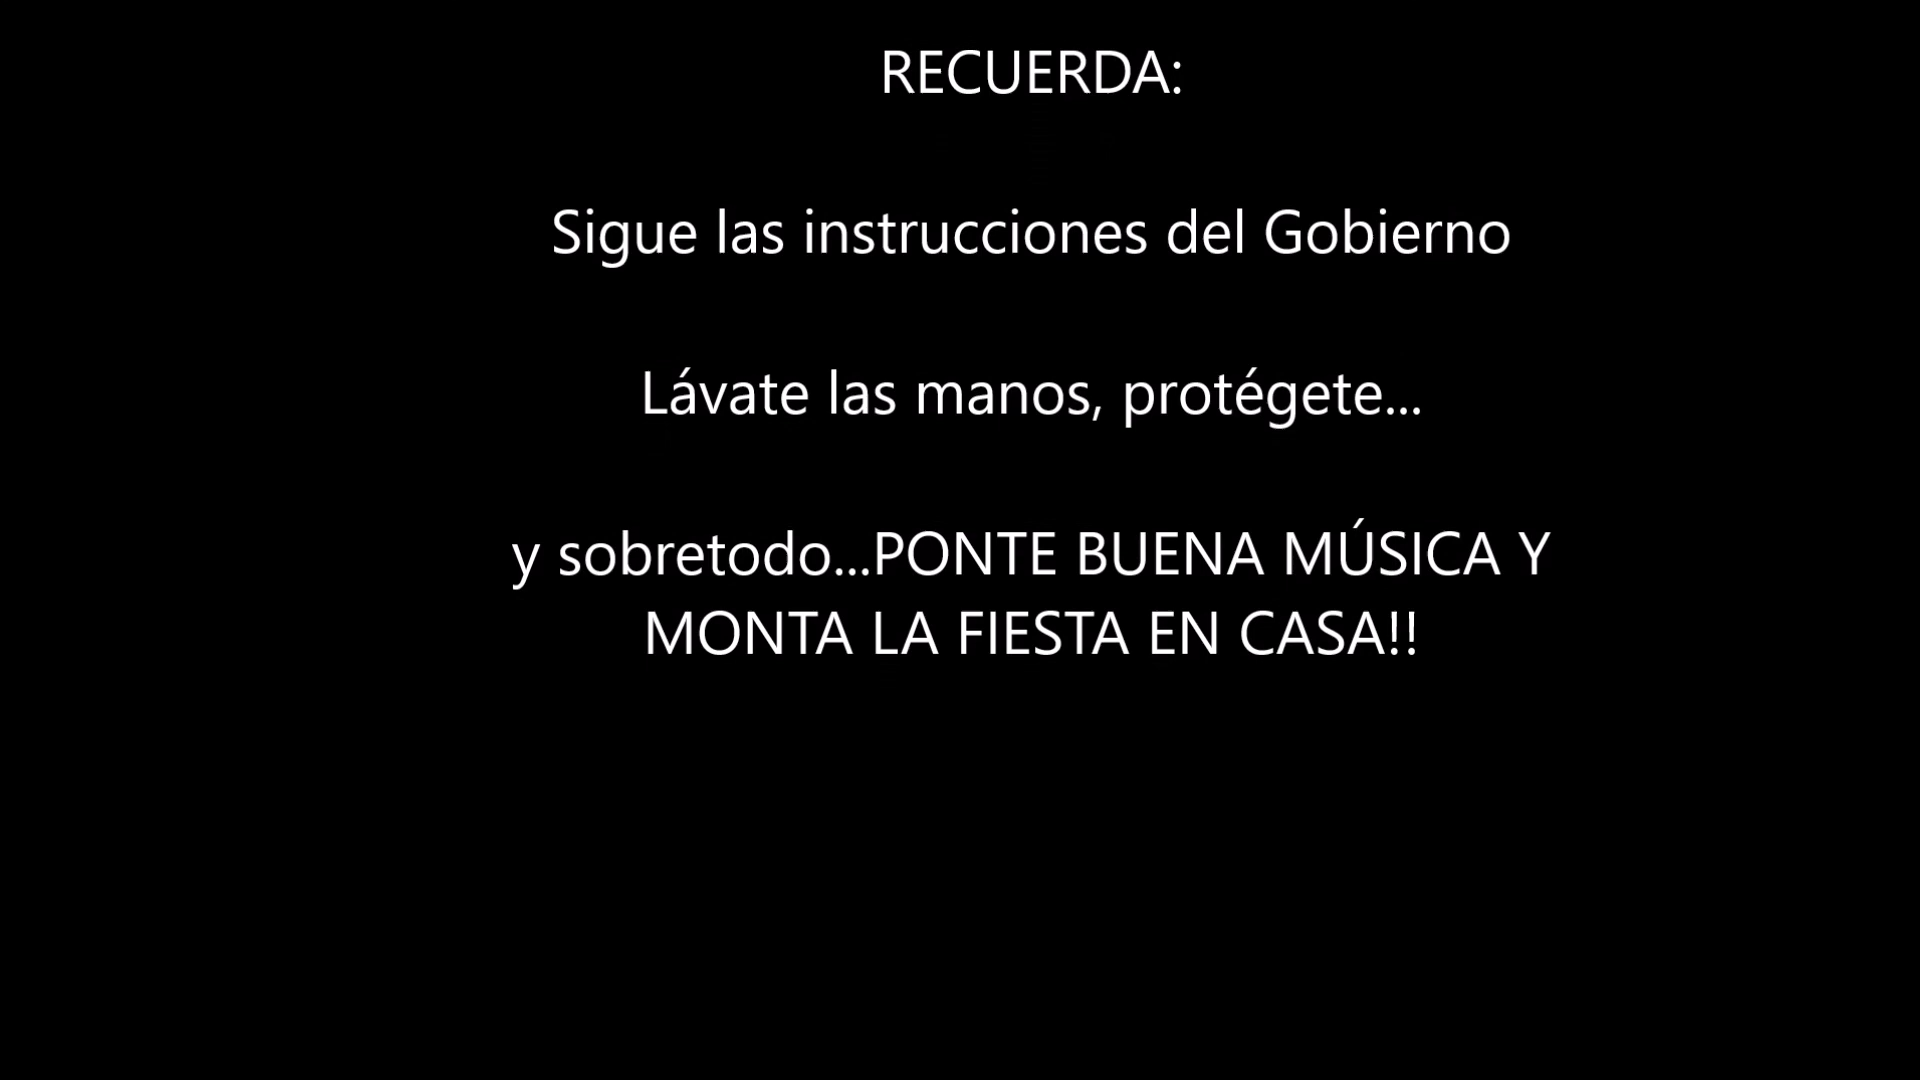 RECUERDA:
Sigue las instrucciones del Gobierno
Lávate las manos, protégete...
y sobretodo...PONTE BUENA MÚSICA Y
MONTA LA FIESTA EN CASA!!